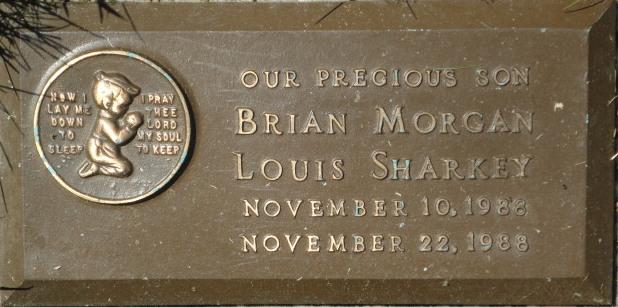 NOW I
LAY ME
DOWN
TO
SLEEP
I PRAY
THEE
LORD
MY SOUL
TO KEEP
OUR PRECIOUS SON
BRIAN MORGAN
LOUIS SHARKEY
NOVEMBER 10, 1988
NOVEMBER 22, 1988